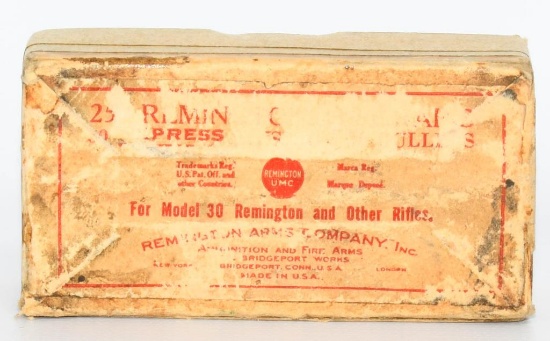 25 REMIN
PRESS
Trademarks Reg.
U.S. Pat. Off. and
other Countries.
REMINGTON
UMC
Marca Reg.
Marque Deposé.
For Model 30 Remington and Other Rifles.
REMINGTON ARMS COMPANY, INC.
AMMUNITION AND FIRE ARMS
BRIDGEPORT WORKS
NEW YORK BRIDGEPORT, CONN., U.S.A. LONDON
MADE IN U.S.A.